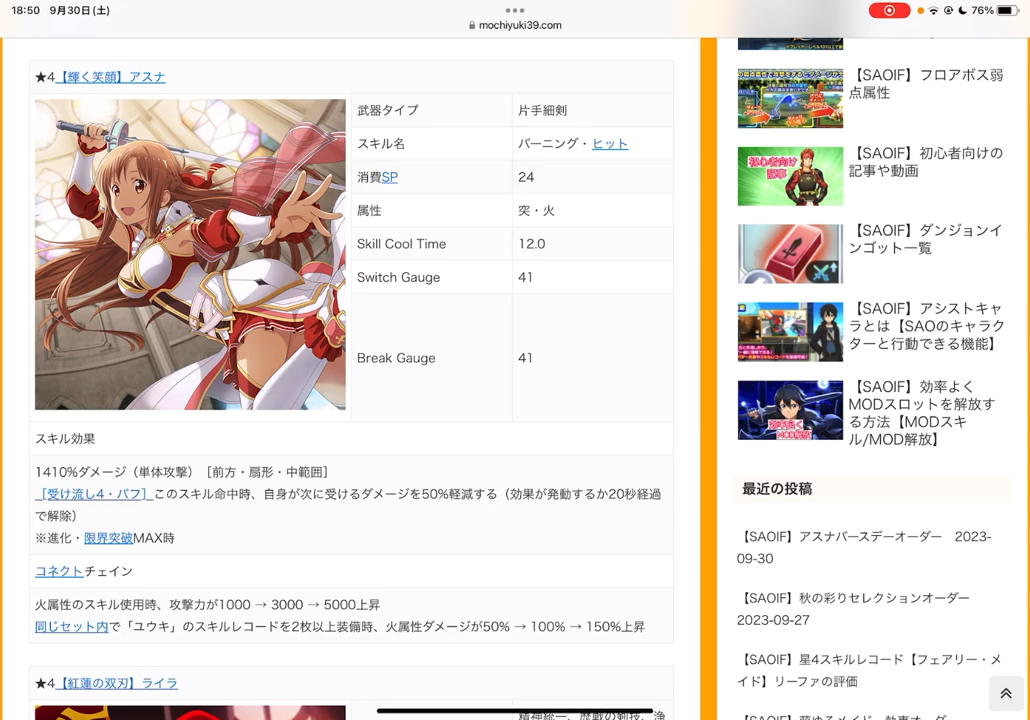 18:50 9月30日(土)
76%
mochiyuki39.com
★4【輝く笑顔】アスナ
武器タイプ 片手細剣
スキル名 バーニング・ヒット
消費SP 24
属性 突・火
Skill Cool Time 12.0
Switch Gauge 41
Break Gauge 41
スキル効果
1410%ダメージ（単体攻撃）［前方・扇形・中範囲］
［受け流し4・バフ］このスキル命中時、自身が次に受けるダメージを50%軽減する（効果が発動するか20秒経過
で解除）
※進化・限界突破MAX時
コネクトチェイン
火属性のスキル使用時、攻撃力が1000 → 3000 → 5000上昇
同じセット内で「ユウキ」のスキルレコードを2枚以上装備時、火属性ダメージが50% → 100% → 150%上昇
★4【紅蓮の双刃】ライラ
精神統一、歴戦の剣技、浄
【SAOIF】フロアボス弱
点属性
初心者向け
記事
【SAOIF】初心者向けの
記事や動画
【SAOIF】ダンジョンイ
ンゴット一覧
【SAOIF】アシストキャ
ラとは【SAOのキャラク
ターと行動できる機能】
【SAOIF】効率よく
MODスロットを解放す
る方法【MODスキ
ル/MOD解放】
最近の投稿
【SAOIF】アスナバースデーオーダー　2023-
09-30
【SAOIF】秋の彩りセレクションオーダー
2023-09-27
【SAOIF】星4スキルレコード【フェアリー・メ
イド】リーファの評価